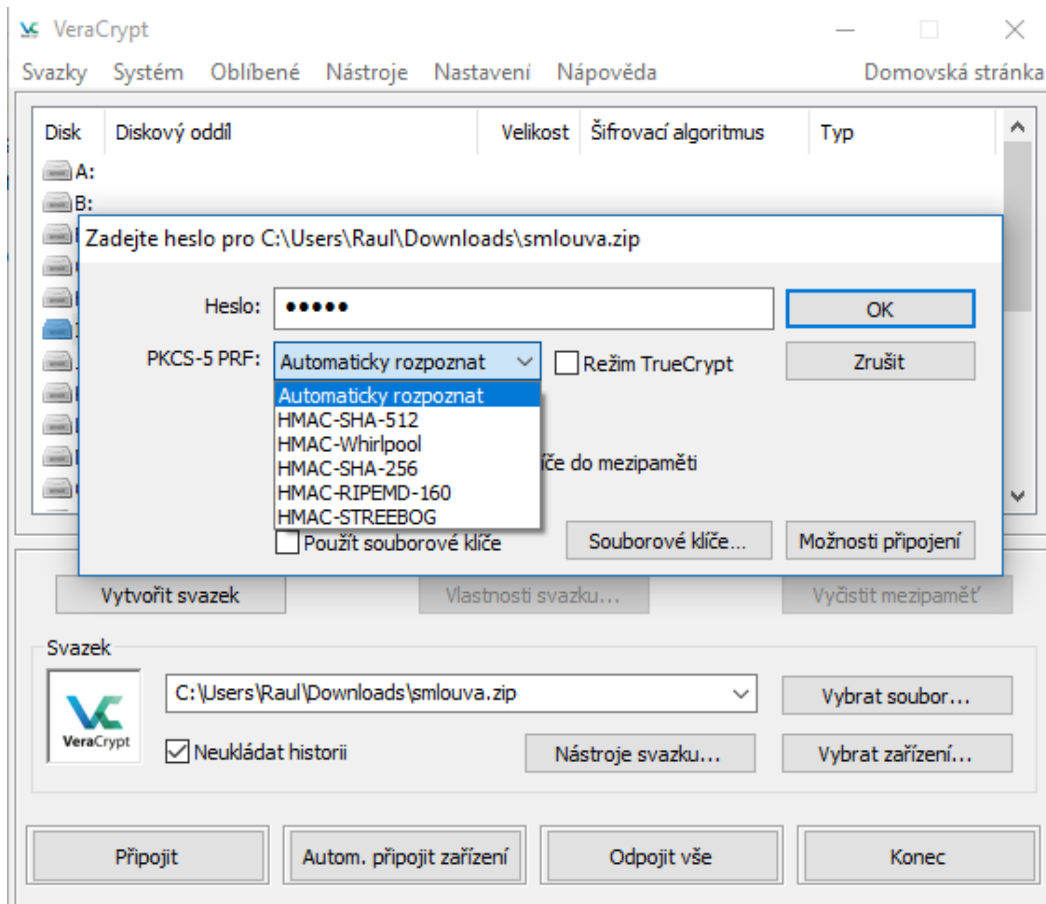 VeraCrypt
Svazky Systém Oblíbené Nástroje Nastavení Nápověda Domovská stránka
Disk Diskový oddíl Velikost Šifrovací algoritmus Typ
A:
B:
Zadejte heslo pro C:\Users\Raul\Downloads\smlouva.zip
Heslo: ●●●●● OK
PKCS-5 PRF: Automaticky rozpoznat Režim TrueCrypt Zrušit
Automaticky rozpoznat
HMAC-SHA-512
HMAC-Whirlpool
HMAC-SHA-256 do mezipaměti
HMAC-RIPEMD-160
HMAC-STREEBOG
Použít souborové klíče Souborové klíče... Možnosti připojení
Vytvořit svazek Vlastnosti svazku... Vyčistit mezipaměť
Svazek
C:\Users\Raul\Downloads\smlouva.zip Vybrat soubor...
VeraCrypt
Neukládat historii Nástroje svazku... Vybrat zařízení...
Připojit Autom. připojit zařízení Odpojit vše Konec